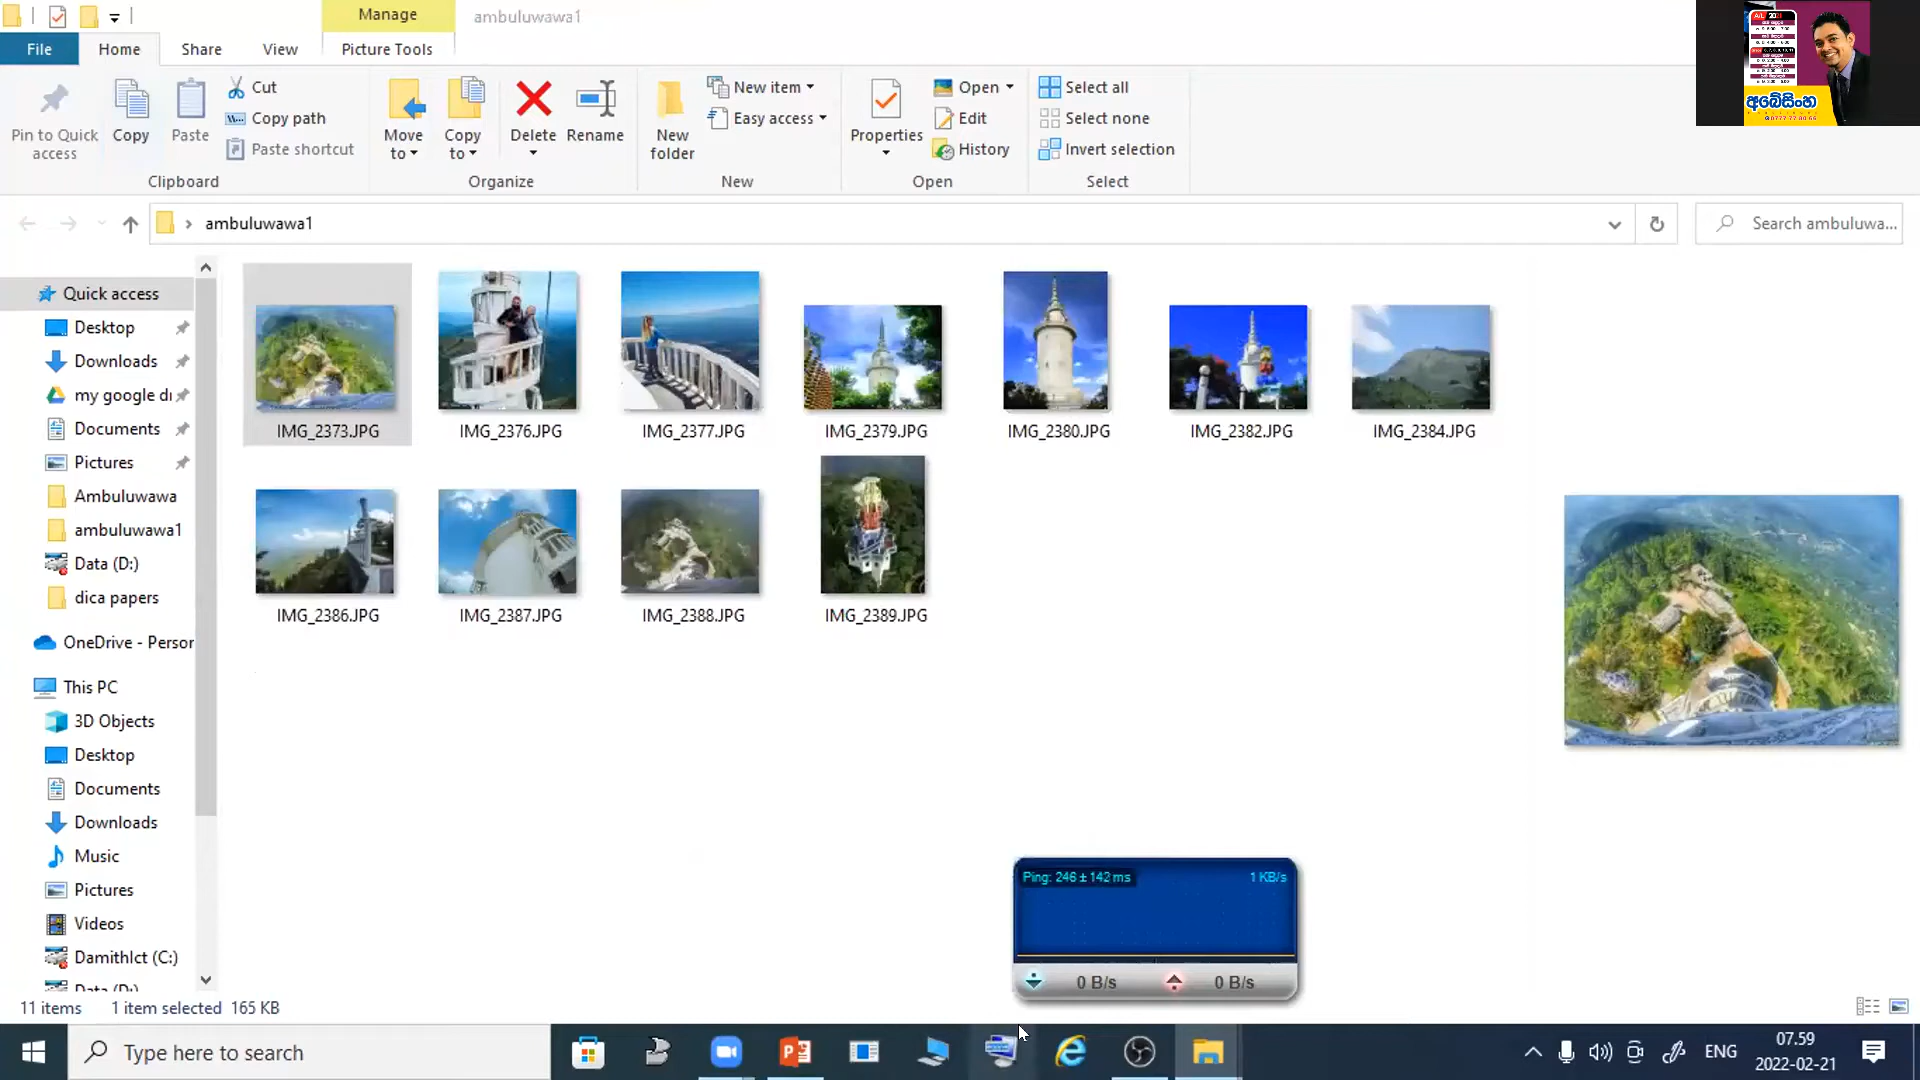 Manage
ambuluwawa1
File
Home
Share
View
Picture Tools
Pin to Quick
access
Copy
Paste
Cut
Copy path
Paste shortcut
Clipboard
Move
to
Copy
to
Delete
Rename
Organize
New
folder
New item
Easy access
New
Properties
Open
Edit
History
Open
Select all
Select none
Invert selection
Select
ambuluwawa1
Search ambuluwa...
Quick access
Desktop
Downloads
my google dr
Documents
Pictures
Ambuluwawa
ambuluwawa1
Data (D:)
dica papers
OneDrive - Person
This PC
3D Objects
Desktop
Documents
Downloads
Music
Pictures
Videos
DamithIct (C:)
Data (D:)
IMG_2373.JPG
IMG_2376.JPG
IMG_2377.JPG
IMG_2379.JPG
IMG_2380.JPG
IMG_2382.JPG
IMG_2384.JPG
IMG_2386.JPG
IMG_2387.JPG
IMG_2388.JPG
IMG_2389.JPG
A/L
අබේසිංහ
Ping: 246 ± 142 ms
1 KB/s
0 B/s
0 B/s
11 items
1 item selected
165 KB
Type here to search
ENG
07.59
2022-02-21